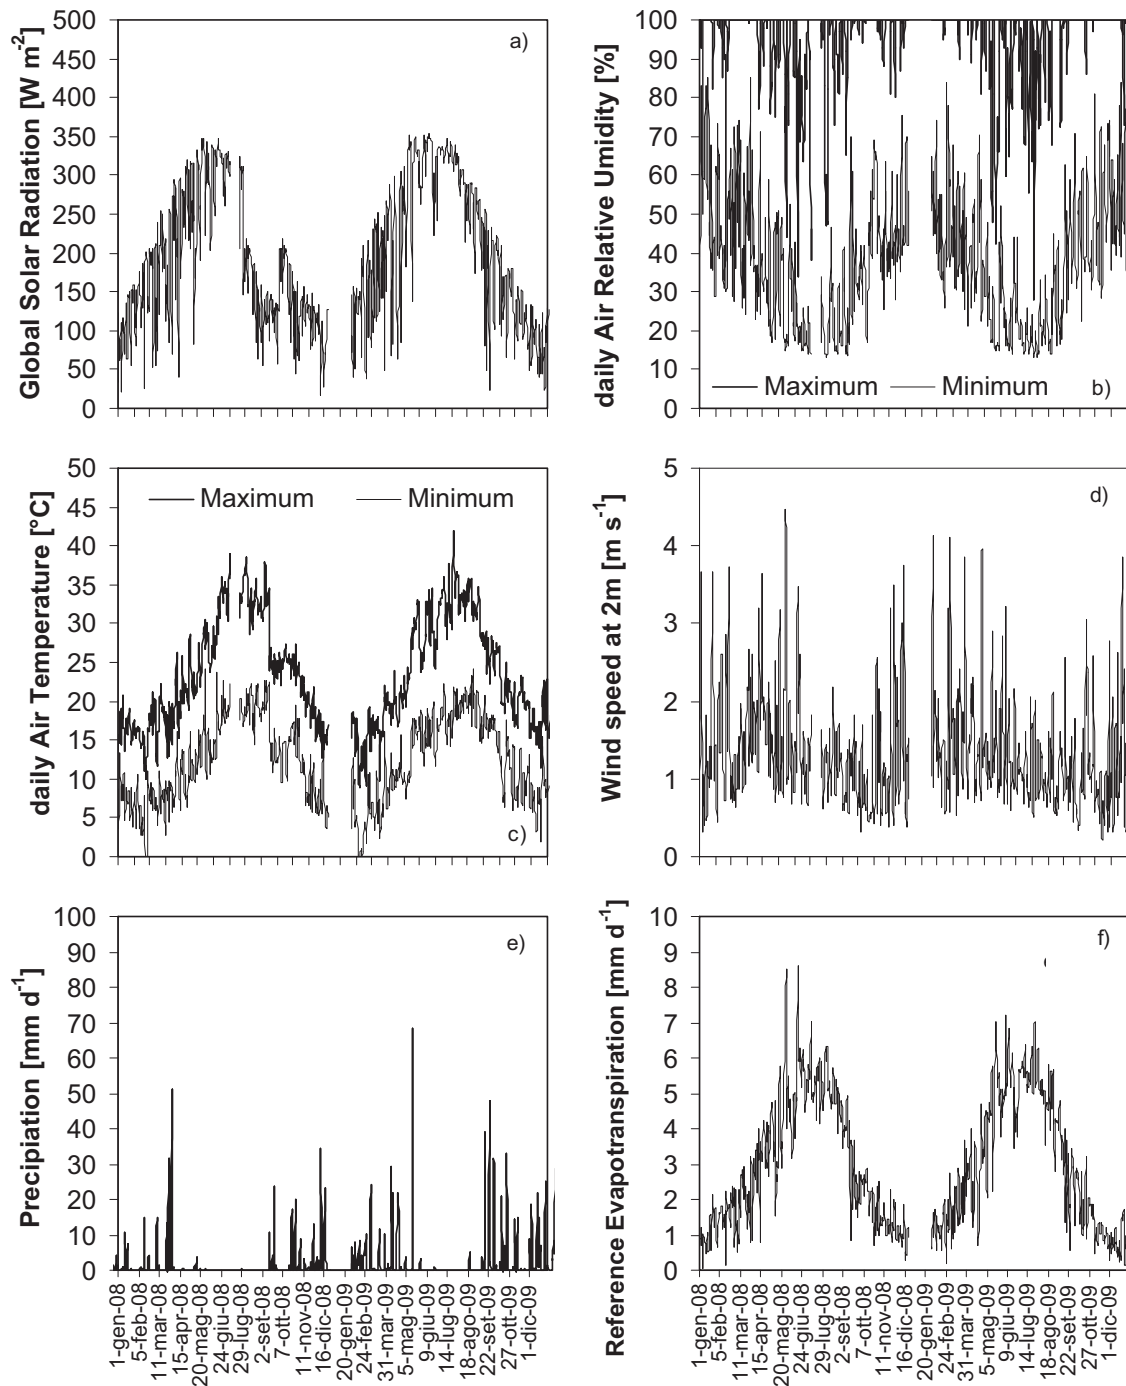 Global Solar Radiation [W m-2]
500
450
400
350
300
250
200
150
100
50
0
a)
daily Air Relative Umidity [%]
100
90
80
70
60
50
40
30
20
10
0
Maximum
Minimum
b)
daily Air Temperature [°C]
50
45
40
35
30
25
20
15
10
5
0
Maximum
Minimum
c)
Wind speed at 2m [m s-1]
5
4
3
2
1
0
d)
Precipiation [mm d-1]
100
90
80
70
60
50
40
30
20
10
0
e)
1-gen-08
5-feb-08
11-mar-08
15-apr-08
20-mag-08
24-giu-08
29-lug-08
2-set-08
7-ott-08
11-nov-08
16-dic-08
20-gen-09
24-feb-09
31-mar-09
5-mag-09
9-giu-09
14-lug-09
18-ago-09
22-set-09
27-ott-09
1-dic-09
Reference Evapotranspiration [mm d-1]
10
9
8
7
6
5
4
3
2
1
0
f)
1-gen-08
5-feb-08
11-mar-08
15-apr-08
20-mag-08
24-giu-08
29-lug-08
2-set-08
7-ott-08
11-nov-08
16-dic-08
20-gen-09
24-feb-09
31-mar-09
5-mag-09
9-giu-09
14-lug-09
18-ago-09
22-set-09
27-ott-09
1-dic-09